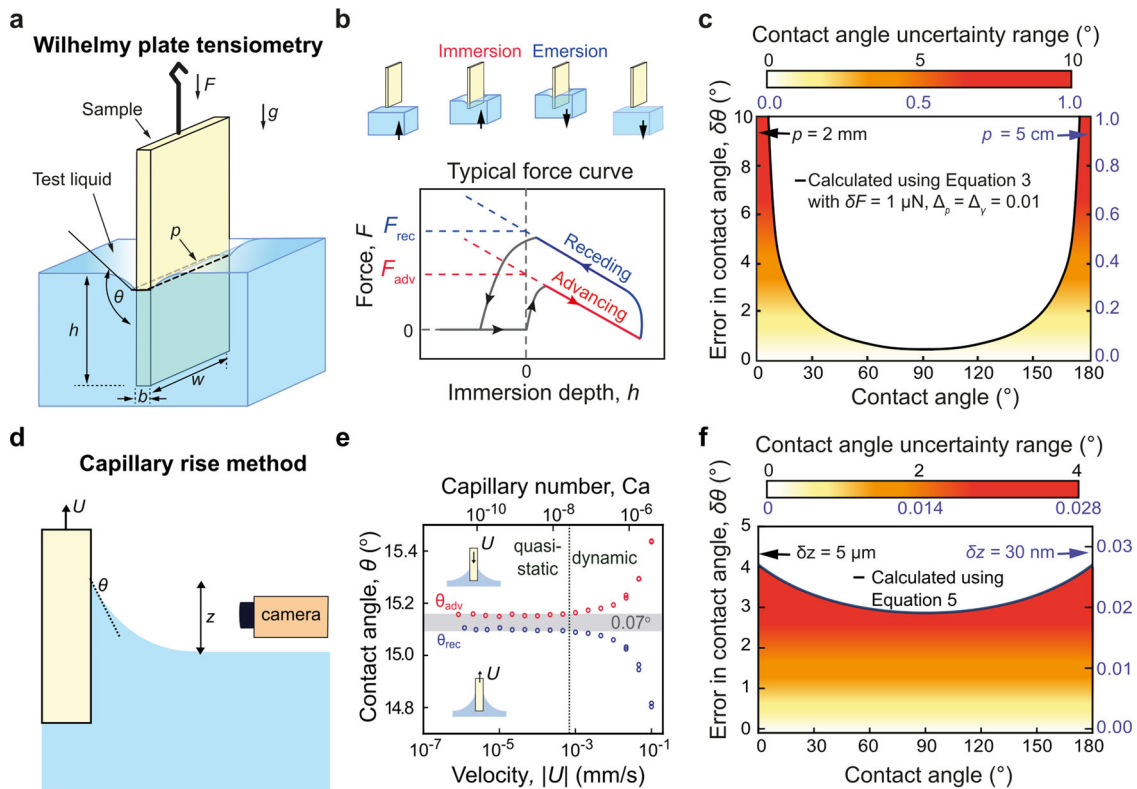 a
Wilhelmy plate tensiometry
F
g
Sample
Test liquid
p
θ
h
w
b
b
Immersion Emersion
Typical force curve
Force, F
F_rec
F_adv
0
Receding
Advancing
0
Immersion depth, h
c
Contact angle uncertainty range (°)
0 5 10
0.0 0.5 1.0
Error in contact angle, δθ (°)
10
8
6
4
2
0
p = 2 mm
p = 5 cm
Calculated using Equation 3
with δF = 1 µN, Δ_p = Δ_γ = 0.01
1.0
0.8
0.6
0.4
0.2
0.0
0 30 60 90 120 150 180
Contact angle (°)
d
Capillary rise method
U
θ
z
camera
e
Capillary number, Ca
10⁻¹⁰ 10⁻⁸ 10⁻⁶
Contact angle, θ (°)
15.4
15.2
15.0
14.8
U
quasi-
static
dynamic
θ_adv
0.07°
θ_rec
U
10⁻⁷ 10⁻⁵ 10⁻³ 10⁻¹
Velocity, |U| (mm/s)
f
Contact angle uncertainty range (°)
0 2 4
0 0.014 0.028
Error in contact angle, δθ (°)
5
4
3
2
1
0
δz = 5 µm
δz = 30 nm
Calculated using
Equation 5
0.03
0.02
0.01
0.00
0 30 60 90 120 150 180
Contact angle (°)